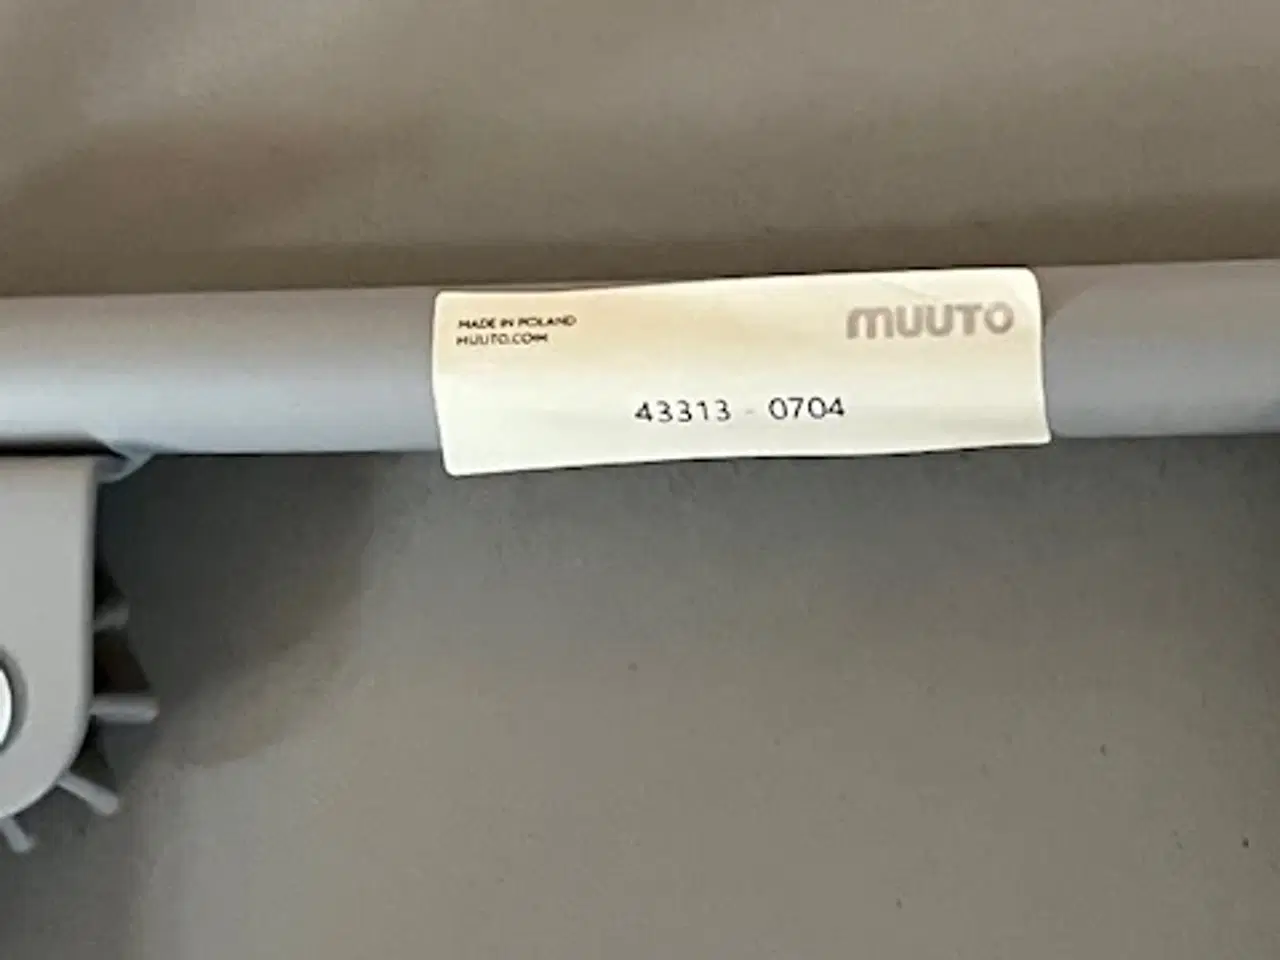 MADE IN POLAND
MUUTO.COM
muuto
43313 - 0704